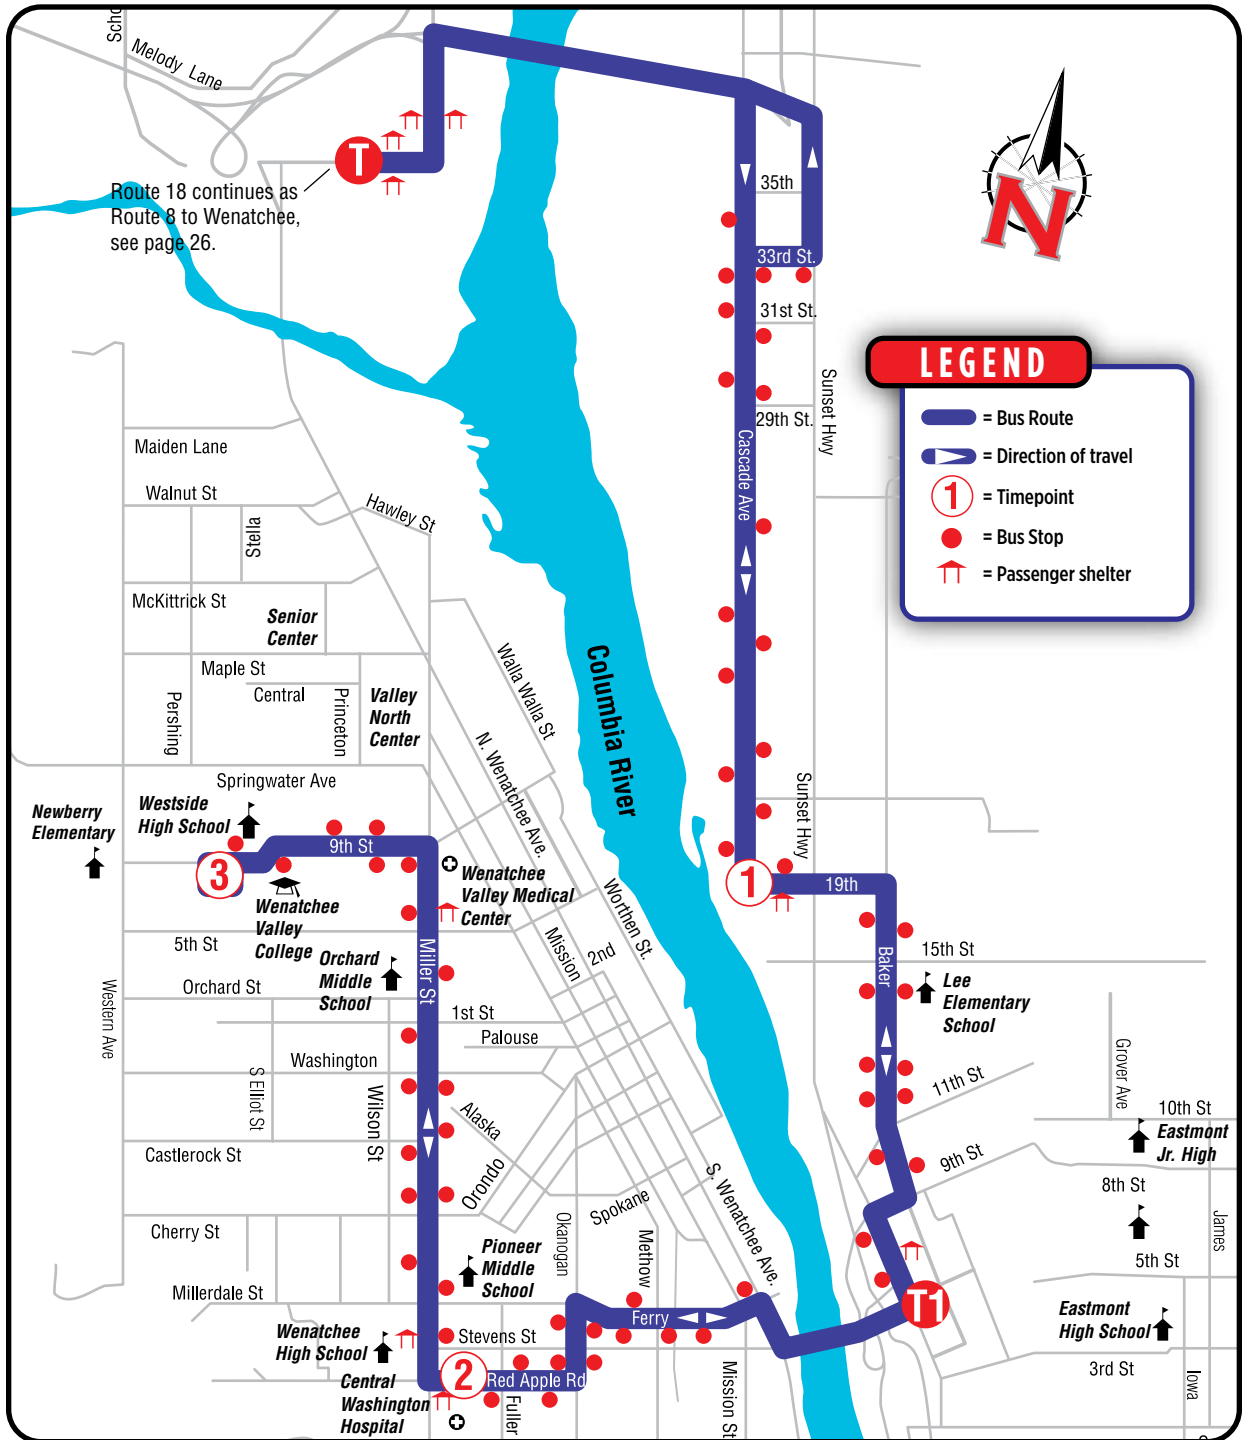 Scho
Melody Lane
T
Route 18 continues as
Route 8 to Wenatchee,
see page 26.
35th
33rd St.
31st St.
29th St.
Sunset Hwy
Cascade Ave
N
LEGEND
= Bus Route
= Direction of travel
1
= Timepoint
= Bus Stop
= Passenger shelter
Maiden Lane
Walnut St
Stella
Hawley St
McKittrick St
Senior
Center
Maple St
Central
Pershing
Princeton
Valley
North
Center
Walla Walla St
N. Wenatchee Ave.
Columbia River
Springwater Ave
Sunset Hwy
Newberry
Elementary
Westside
High School
9th St
3
Wenatchee
Valley
College
Wenatchee
Valley Medical
Center
1
19th
Worthen St.
Mission
2nd
5th St
Orchard St
Orchard
Middle
School
Miller St
Baker
15th St
Lee
Elementary
School
Western Ave
1st St
Palouse
Washington
S Elliot St
Wilson St
Alaska
Orondo
Grover Ave
11th St
10th St
Eastmont
Jr. High
9th St
8th St
James
5th St
Castlerock St
Cherry St
Spokane
Okanogan
Methow
S. Wenatchee Ave.
Pioneer
Middle
School
Millerdale St
Wenatchee
High School
Stevens St
Ferry
T1
Eastmont
High School
3rd St
Iowa
2
Red Apple Rd
Central
Washington
Hospital
Fuller
Mission St